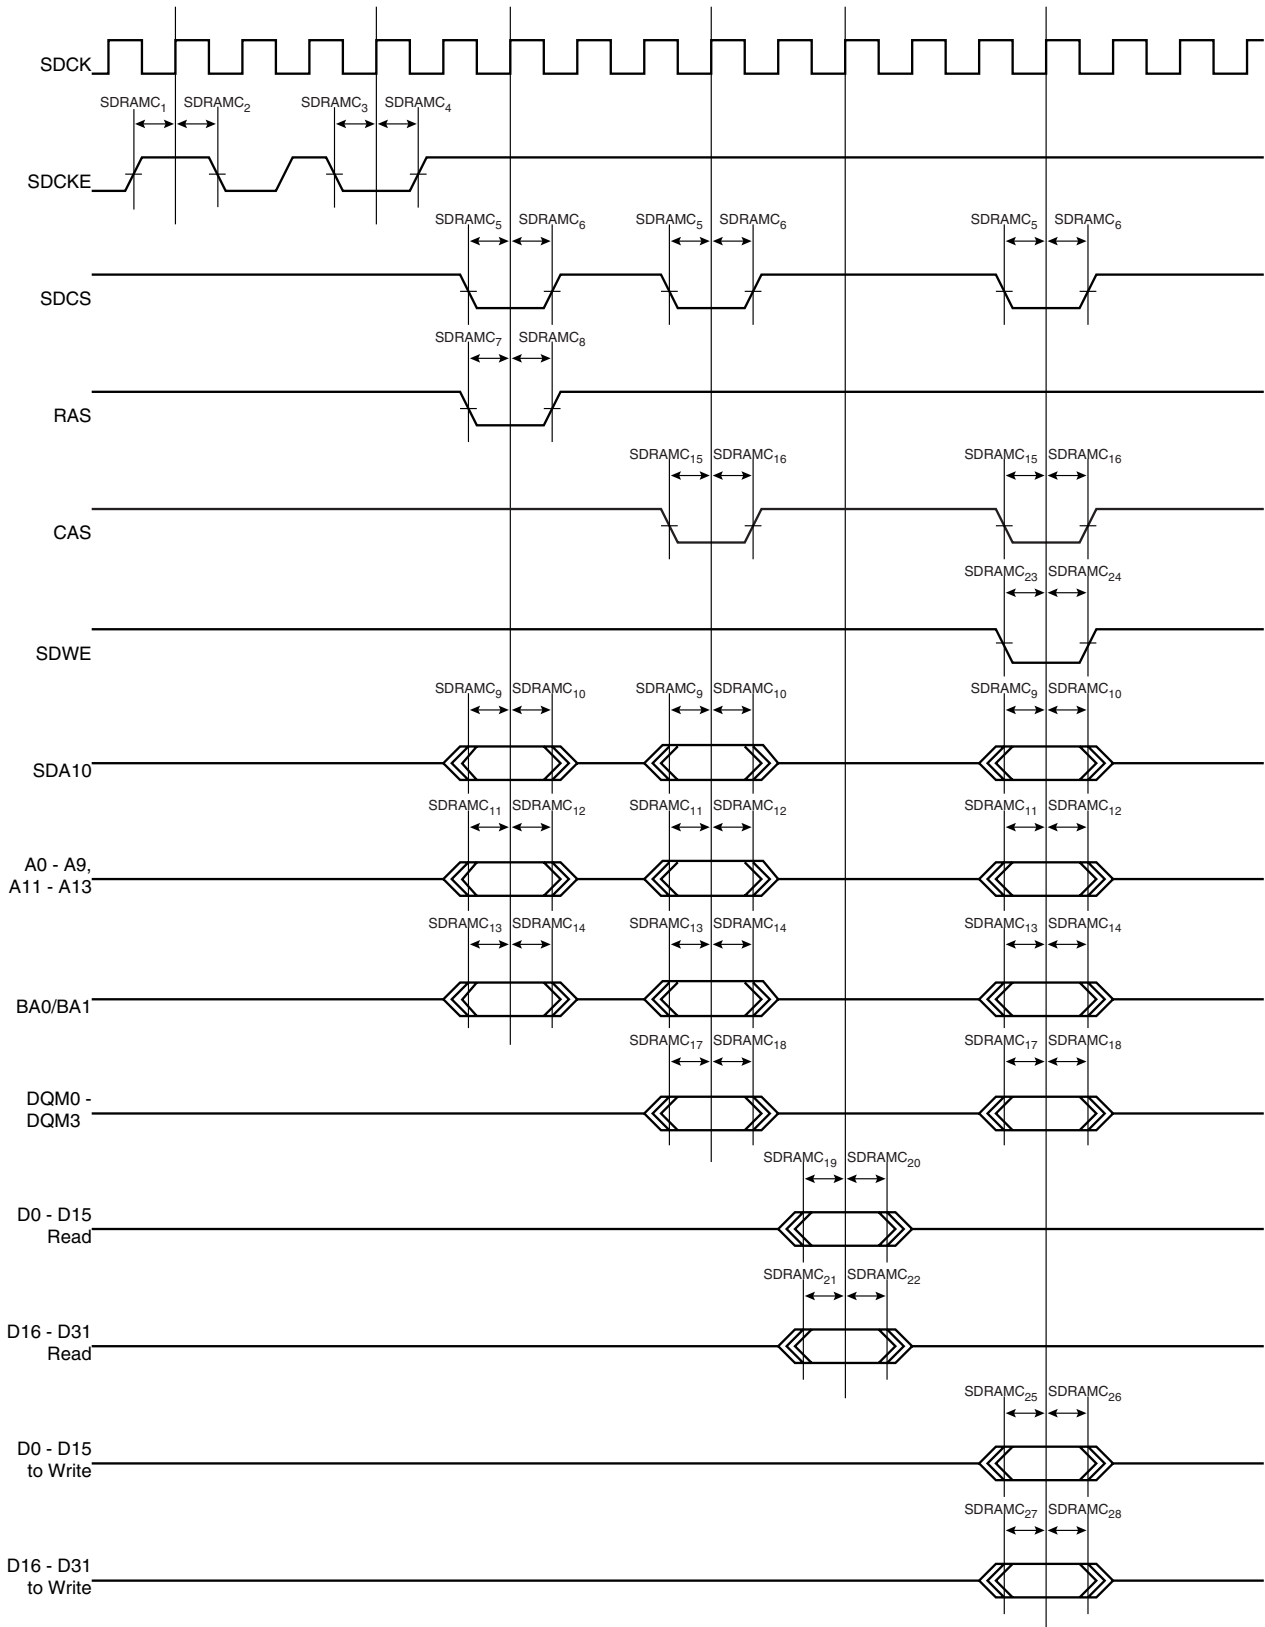 SDCK
SDRAMC1 SDRAMC2 SDRAMC3 SDRAMC4
SDCKE
SDRAMC5 SDRAMC6 SDRAMC5 SDRAMC6 SDRAMC5 SDRAMC6
SDCS
SDRAMC7 SDRAMC8
RAS
SDRAMC15 SDRAMC16 SDRAMC15 SDRAMC16
CAS
SDRAMC23 SDRAMC24
SDWE
SDRAMC9 SDRAMC10 SDRAMC9 SDRAMC10 SDRAMC9 SDRAMC10
SDA10
SDRAMC11 SDRAMC12 SDRAMC11 SDRAMC12 SDRAMC11 SDRAMC12
A0 - A9,
A11 - A13
SDRAMC13 SDRAMC14 SDRAMC13 SDRAMC14 SDRAMC13 SDRAMC14
BA0/BA1
SDRAMC17 SDRAMC18 SDRAMC17 SDRAMC18
DQM0 -
DQM3
SDRAMC19 SDRAMC20
D0 - D15
Read
SDRAMC21 SDRAMC22
D16 - D31
Read
SDRAMC25 SDRAMC26
D0 - D15
to Write
SDRAMC27 SDRAMC28
D16 - D31
to Write